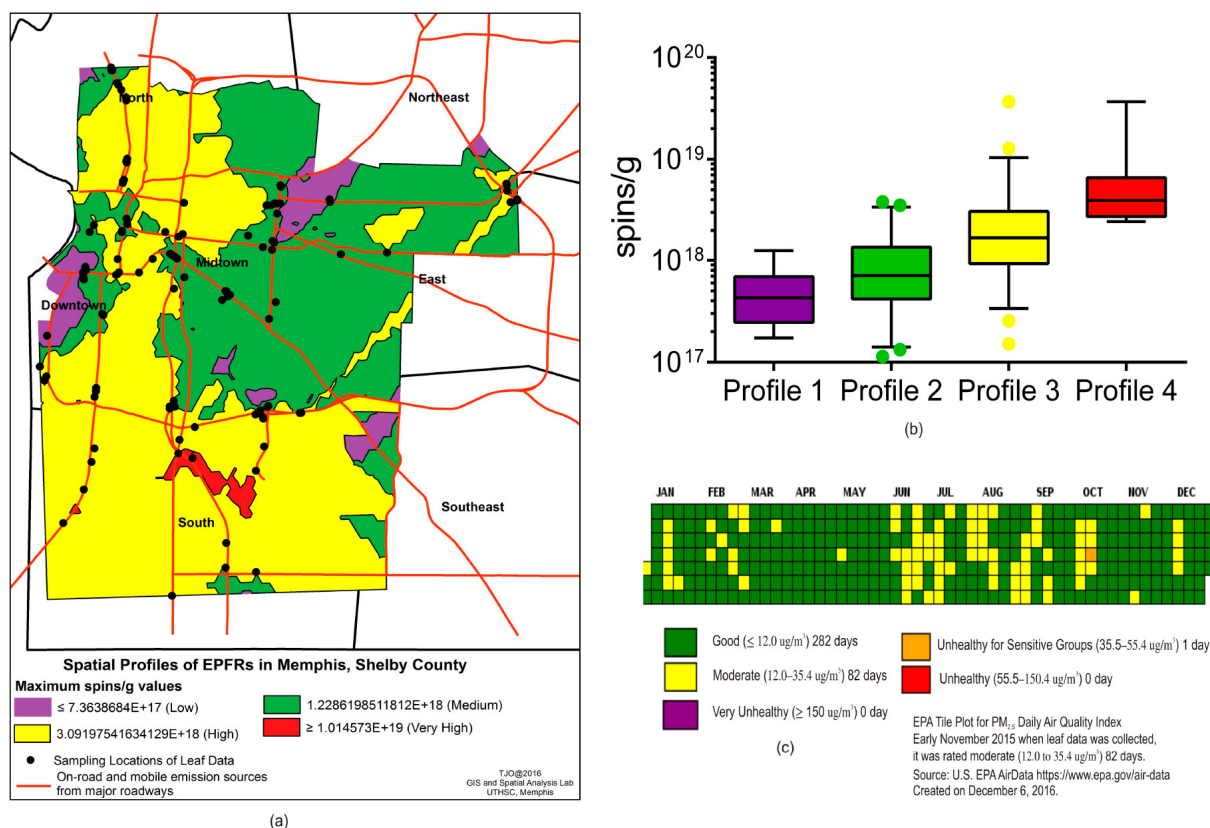 North
Northeast
Midtown
East
Downtown
Southeast
South
Spatial Profiles of EPFRs in Memphis, Shelby County
Maximum spins/g values
≤ 7.3638684E+17 (Low)
1.2286198511812E+18 (Medium)
3.09197541634129E+18 (High)
≥ 1.014573E+19 (Very High)
Sampling Locations of Leaf Data
On-road and mobile emission sources
from major roadways
TJO@2016
GIS and Spatial Analysis Lab
UTHSC, Memphis
(a)
spins/g
10²⁰
10¹⁹
10¹⁸
10¹⁷
Profile 1 Profile 2 Profile 3 Profile 4
(b)
JAN FEB MAR APR MAY JUN JUL AUG SEP OCT NOV DEC
Good (≤ 12.0 ug/m³) 282 days
Moderate (12.0–35.4 ug/m³) 82 days
Very Unhealthy (≥ 150 ug/m³) 0 day
Unhealthy for Sensitive Groups (35.5–55.4 ug/m³) 1 day
Unhealthy (55.5–150.4 ug/m³) 0 day
EPA Tile Plot for PM₂.₅ Daily Air Quality Index
Early November 2015 when leaf data was collected,
it was rated moderate (12.0 to 35.4 ug/m³) 82 days.
Source: U.S. EPA AirData https://www.epa.gov/air-data
Created on December 6, 2016.
(c)